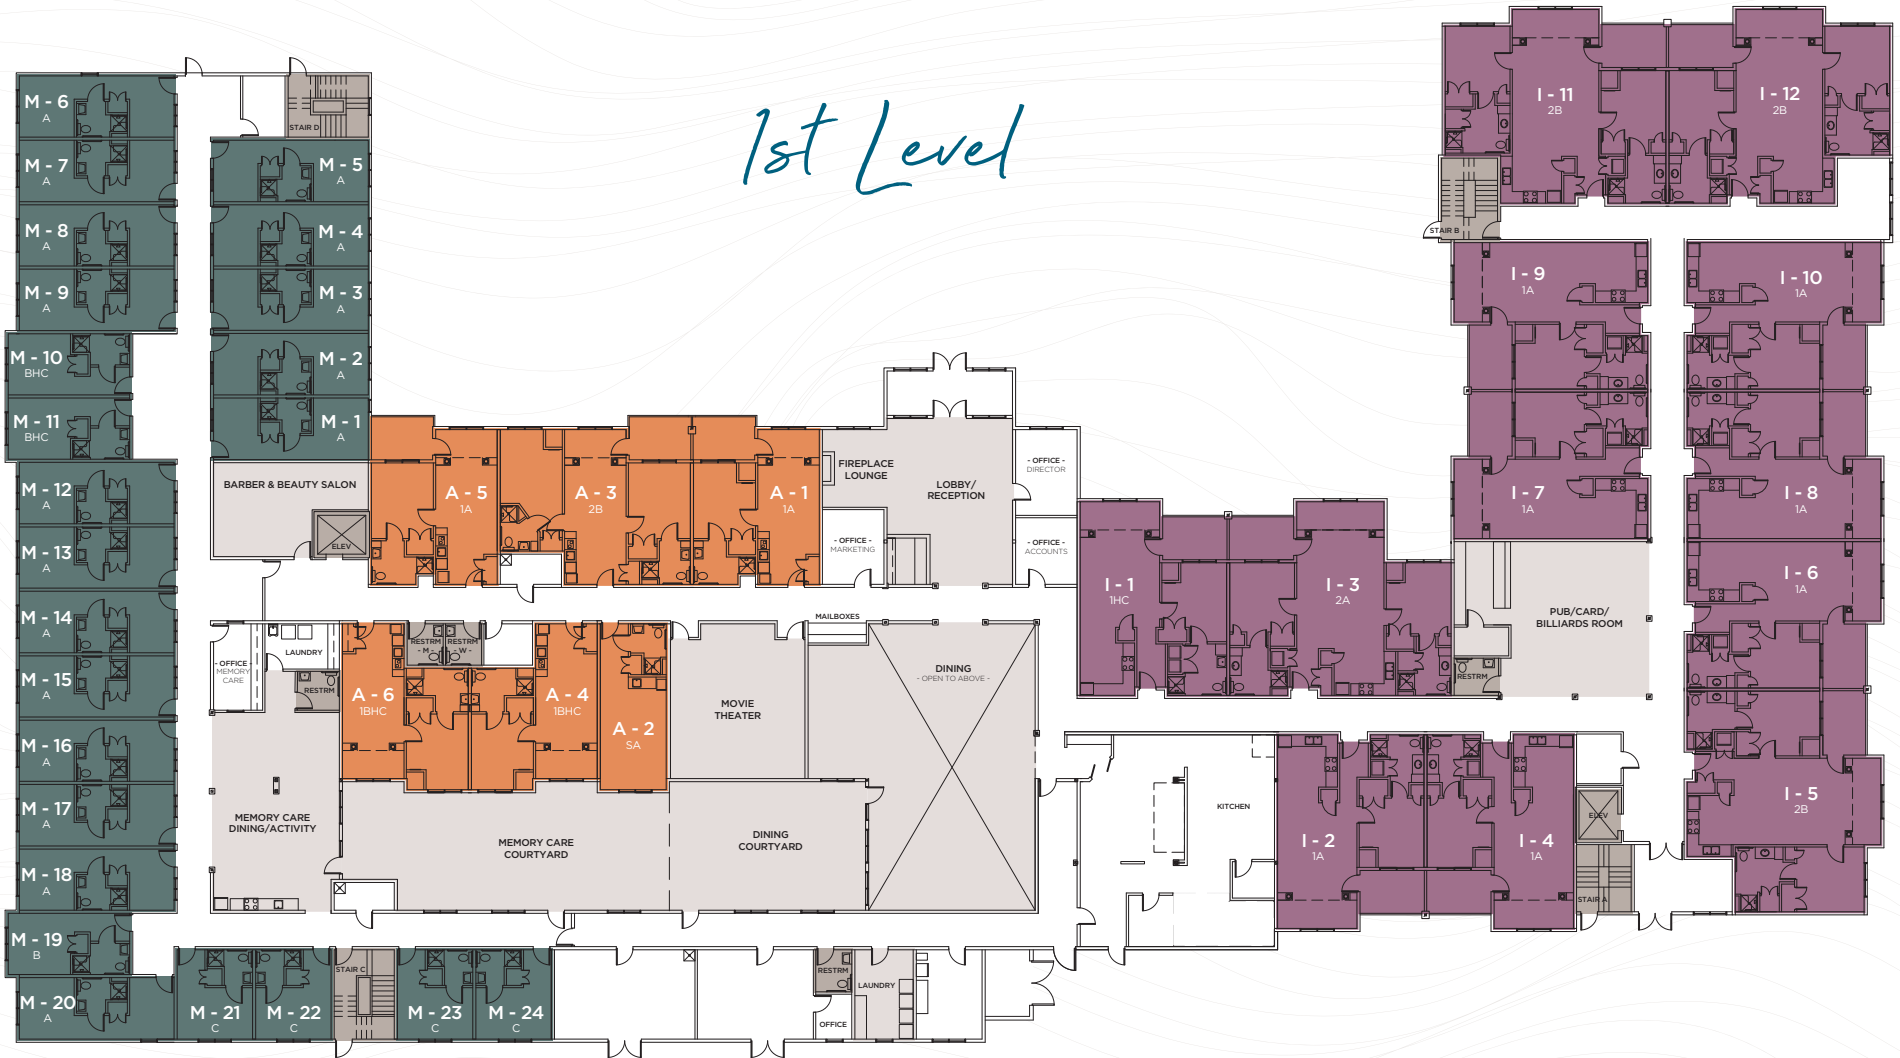 1st Level
M - 6
A
M - 7
A
M - 8
A
M - 9
A
M - 10
BHC
M - 11
BHC
M - 12
A
M - 13
A
M - 14
A
M - 15
A
M - 16
A
M - 17
A
M - 18
A
M - 19
B
M - 20
A
M - 21
C
M - 22
C
STAIR C
M - 23
C
M - 24
C
STAIR D
M - 5
A
M - 4
A
M - 3
A
M - 2
A
M - 1
A
BARBER & BEAUTY SALON
ELEV
A - 5
1A
A - 3
2B
A - 1
1A
FIREPLACE
LOUNGE
LOBBY/
RECEPTION
- OFFICE -
DIRECTOR
- OFFICE -
MARKETING
- OFFICE -
ACCOUNTS
MAILBOXES
- OFFICE -
MEMORY
CARE
LAUNDRY
RESTRM
A - 6
1BHC
RESTRM
- M -
RESTRM
- W -
A - 4
1BHC
A - 2
SA
MOVIE
THEATER
DINING
- OPEN TO ABOVE -
MEMORY CARE
DINING/ACTIVITY
MEMORY CARE
COURTYARD
DINING
COURTYARD
KITCHEN
RESTRM
OFFICE
LAUNDRY
I - 1
1HC
I - 3
2A
RESTRM
PUB/CARD/
BILLIARDS ROOM
I - 2
1A
I - 4
1A
ELEV
STAIR A
I - 11
2B
I - 12
2B
STAIR B
I - 9
1A
I - 10
1A
I - 7
1A
I - 8
1A
I - 6
1A
I - 5
2B